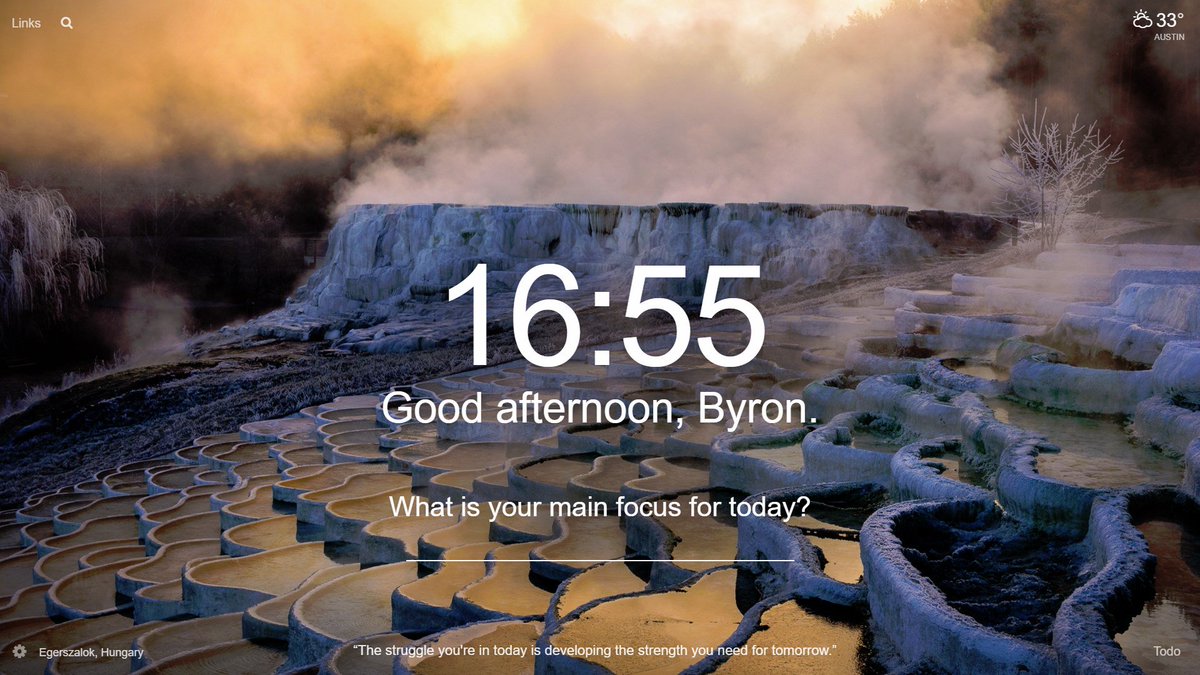 Links
33°
AUSTIN
16:55
Good afternoon, Byron.
What is your main focus for today?
Egerszalok, Hungary
“The struggle you're in today is developing the strength you need for tomorrow.”
Todo